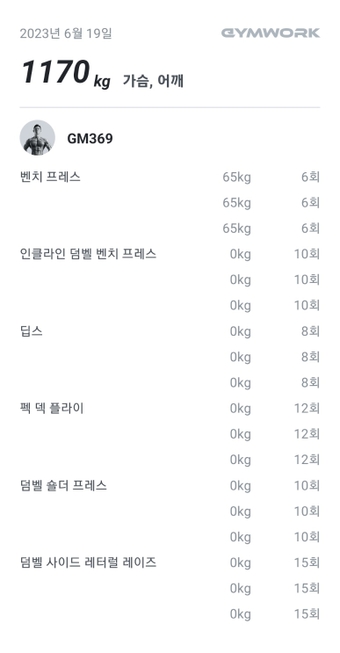 2023년 6월 19일 GYMWORK
1170 kg 가슴, 어깨
GM369
벤치 프레스 65kg 6회
65kg 6회
65kg 6회
인클라인 덤벨 벤치 프레스 0kg 10회
0kg 10회
0kg 10회
딥스 0kg 8회
0kg 8회
0kg 8회
펙 덱 플라이 0kg 12회
0kg 12회
0kg 12회
덤벨 숄더 프레스 0kg 10회
0kg 10회
0kg 10회
덤벨 사이드 레터럴 레이즈 0kg 15회
0kg 15회
0kg 15회